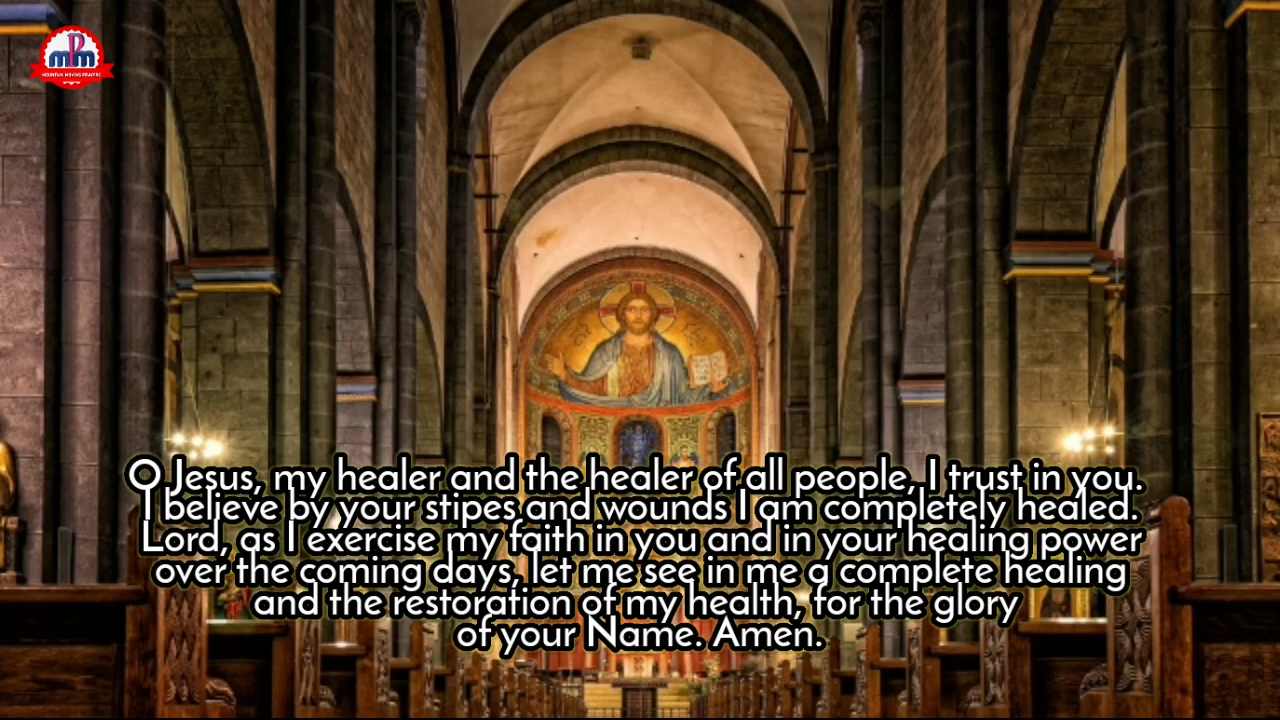 MPM
MOUNTAIN MOVING PRAYERS
O Jesus, my healer and the healer of all people, I trust in you.
I believe by your stipes and wounds I am completely healed.
Lord, as I exercise my faith in you and in your healing power
over the coming days, let me see in me a complete healing
and the restoration of my health, for the glory
of your Name. Amen.